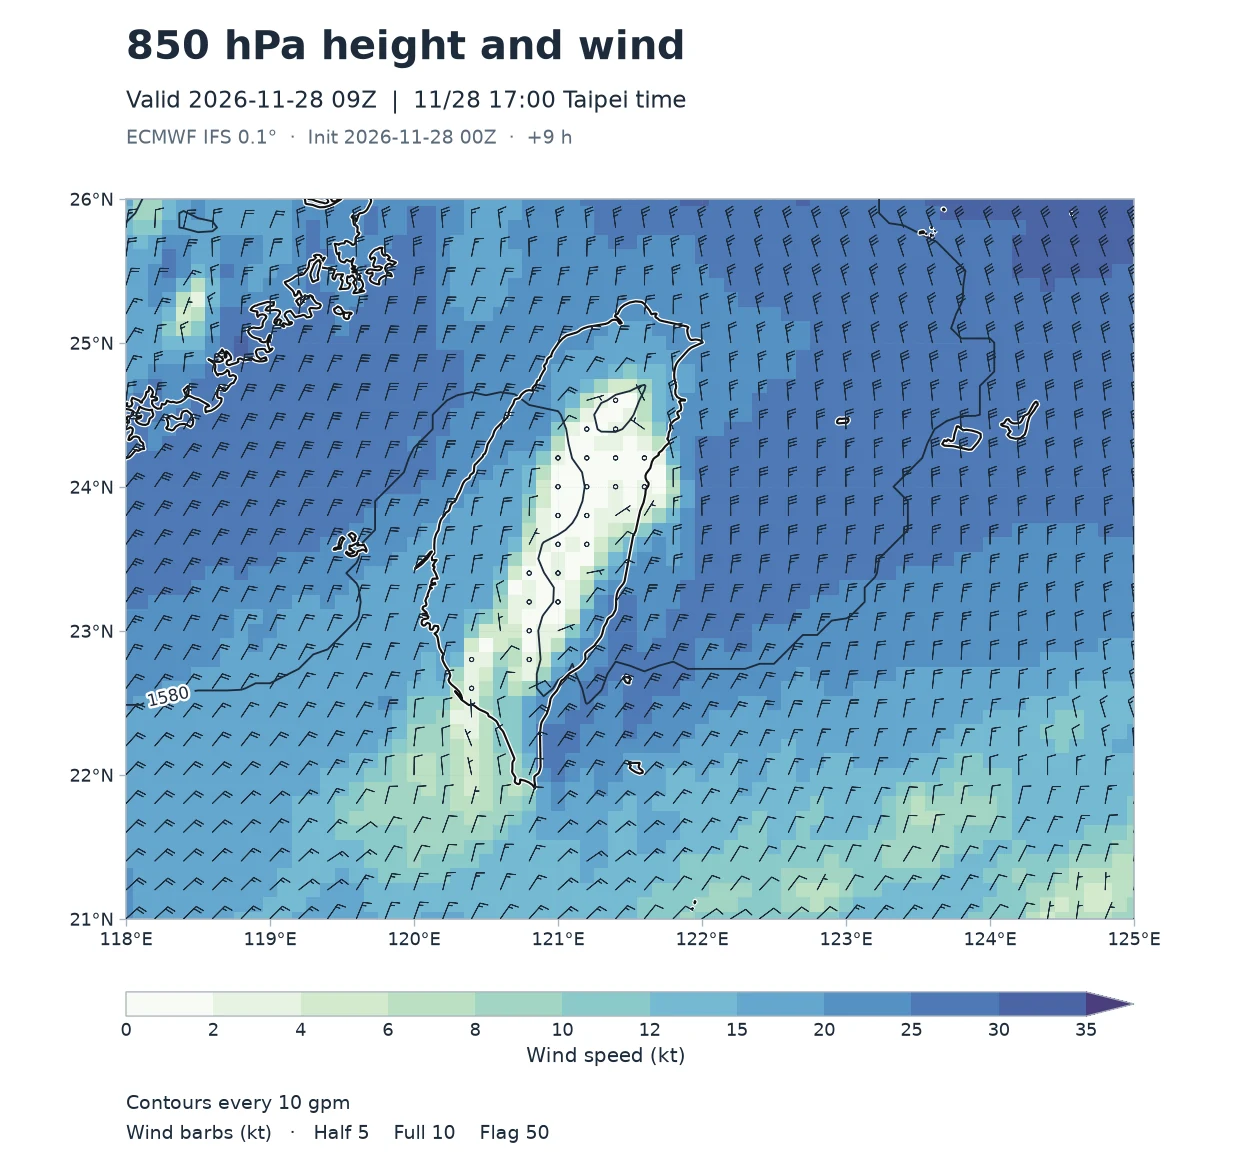 850 hPa height and wind
Valid 2026-11-28 09Z | 11/28 17:00 Taipei time
ECMWF IFS 0.1° · Init 2026-11-28 00Z · +9 h
26°N
25°N
24°N
23°N
22°N
21°N
1580
118°E 119°E 120°E 121°E 122°E 123°E 124°E 125°E
0 2 4 6 8 10 12 15 20 25 30 35
Wind speed (kt)
Contours every 10 gpm
Wind barbs (kt) · Half 5 Full 10 Flag 50